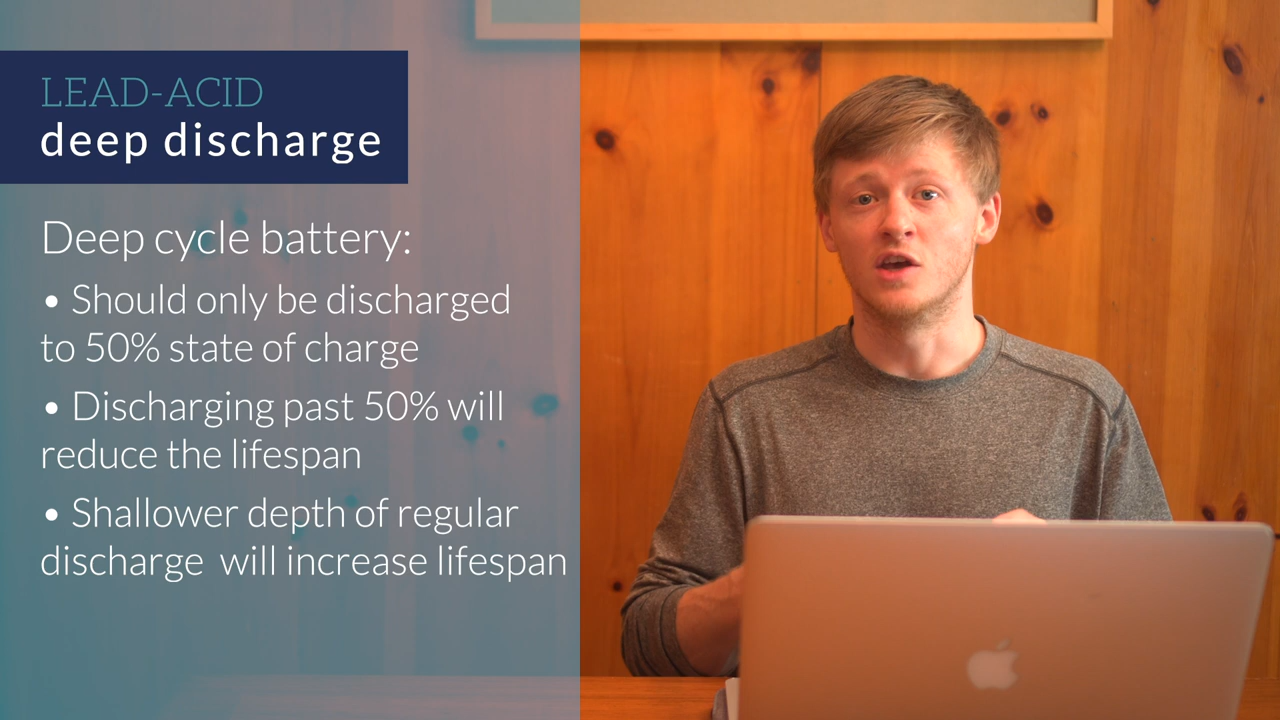 LEAD-ACID
deep discharge
Deep cycle battery:
• Should only be discharged
to 50% state of charge
• Discharging past 50% will
reduce the lifespan
• Shallower depth of regular
discharge will increase lifespan